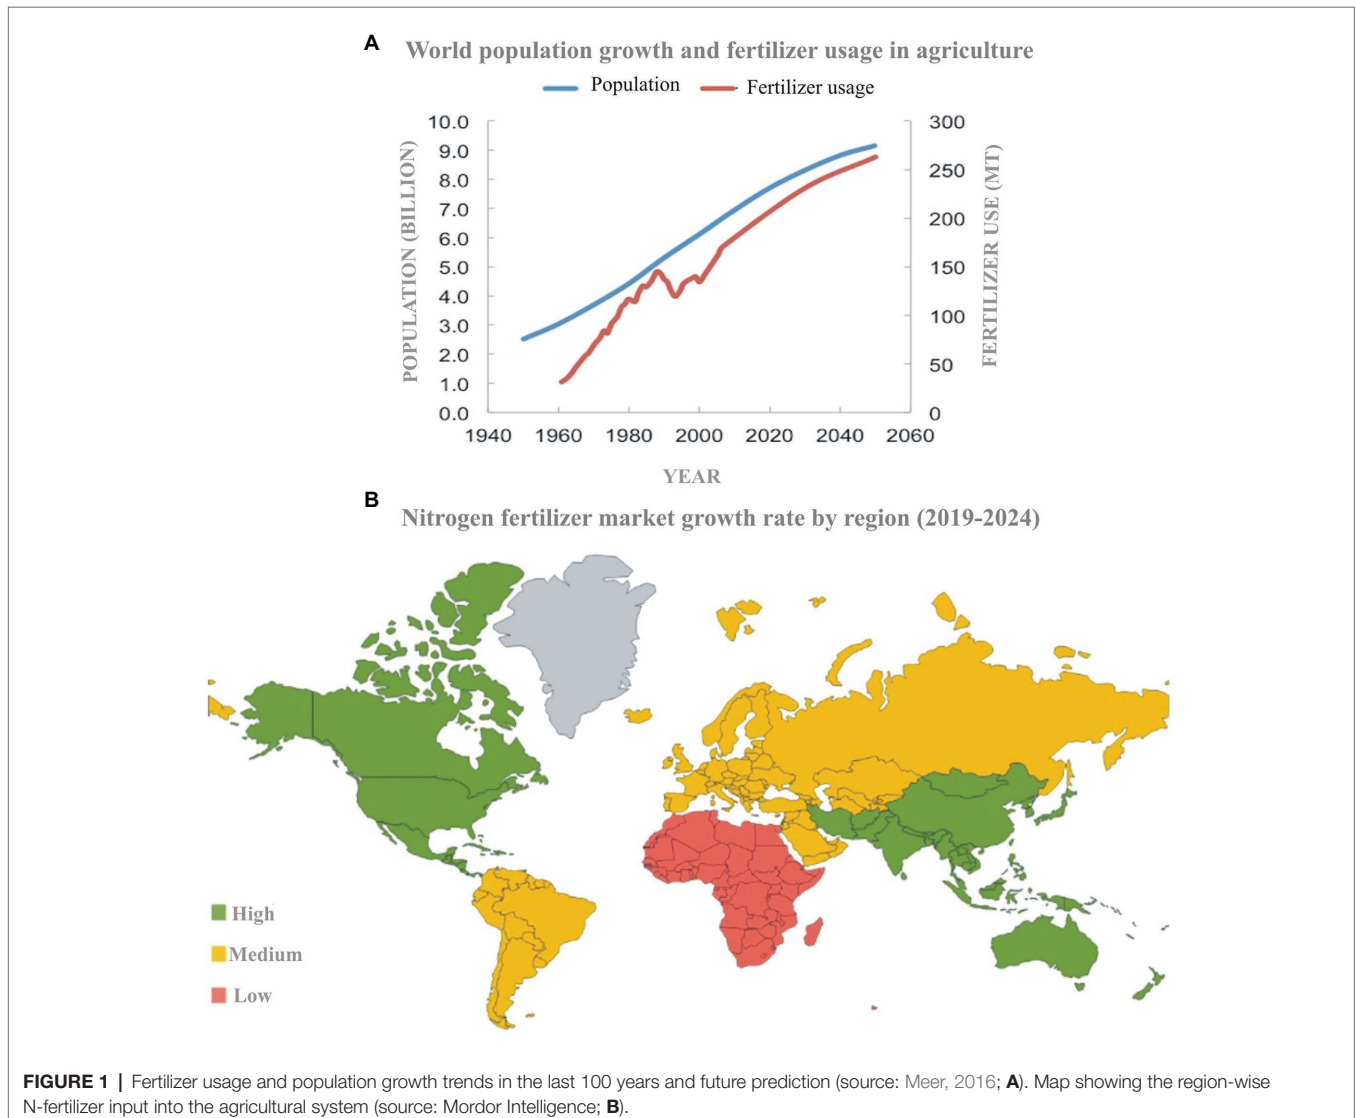 A World population growth and fertilizer usage in agriculture
Population Fertilizer usage
10.0
9.0
8.0
7.0
6.0
5.0
4.0
3.0
2.0
1.0
0.0
POPULATION (BILLION)
300
250
200
150
100
50
0
FERTILIZER USE (MT)
1940 1960 1980 2000 2020 2040 2060
YEAR
B Nitrogen fertilizer market growth rate by region (2019-2024)
High
Medium
Low
FIGURE 1 | Fertilizer usage and population growth trends in the last 100 years and future prediction (source: Meer, 2016; A). Map showing the region-wise
N-fertilizer input into the agricultural system (source: Mordor Intelligence; B).